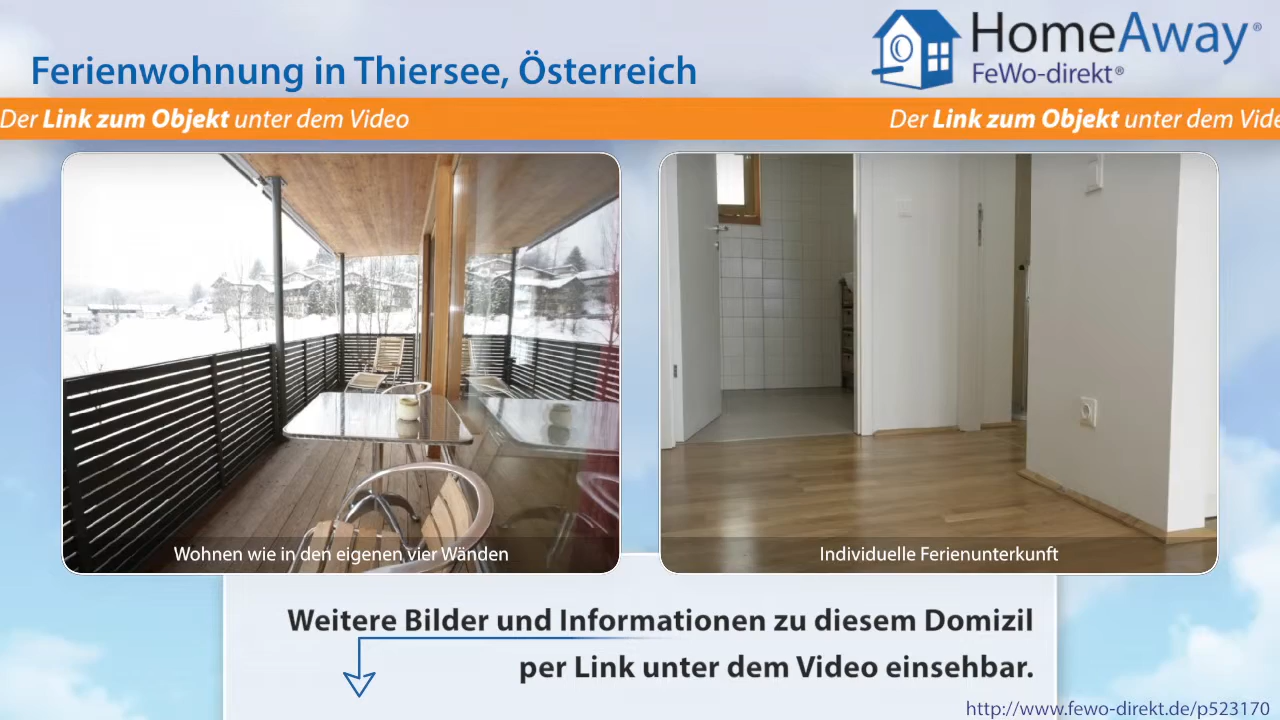 Ferienwohnung in Thiersee, Österreich
HomeAway®
FeWo-direkt®
Der Link zum Objekt unter dem Video
Der Link zum Objekt unter dem Vide
Wohnen wie in den eigenen vier Wänden
Individuelle Ferienunterkunft
Weitere Bilder und Informationen zu diesem Domizil
per Link unter dem Video einsehbar.
http://www.fewo-direkt.de/p523170